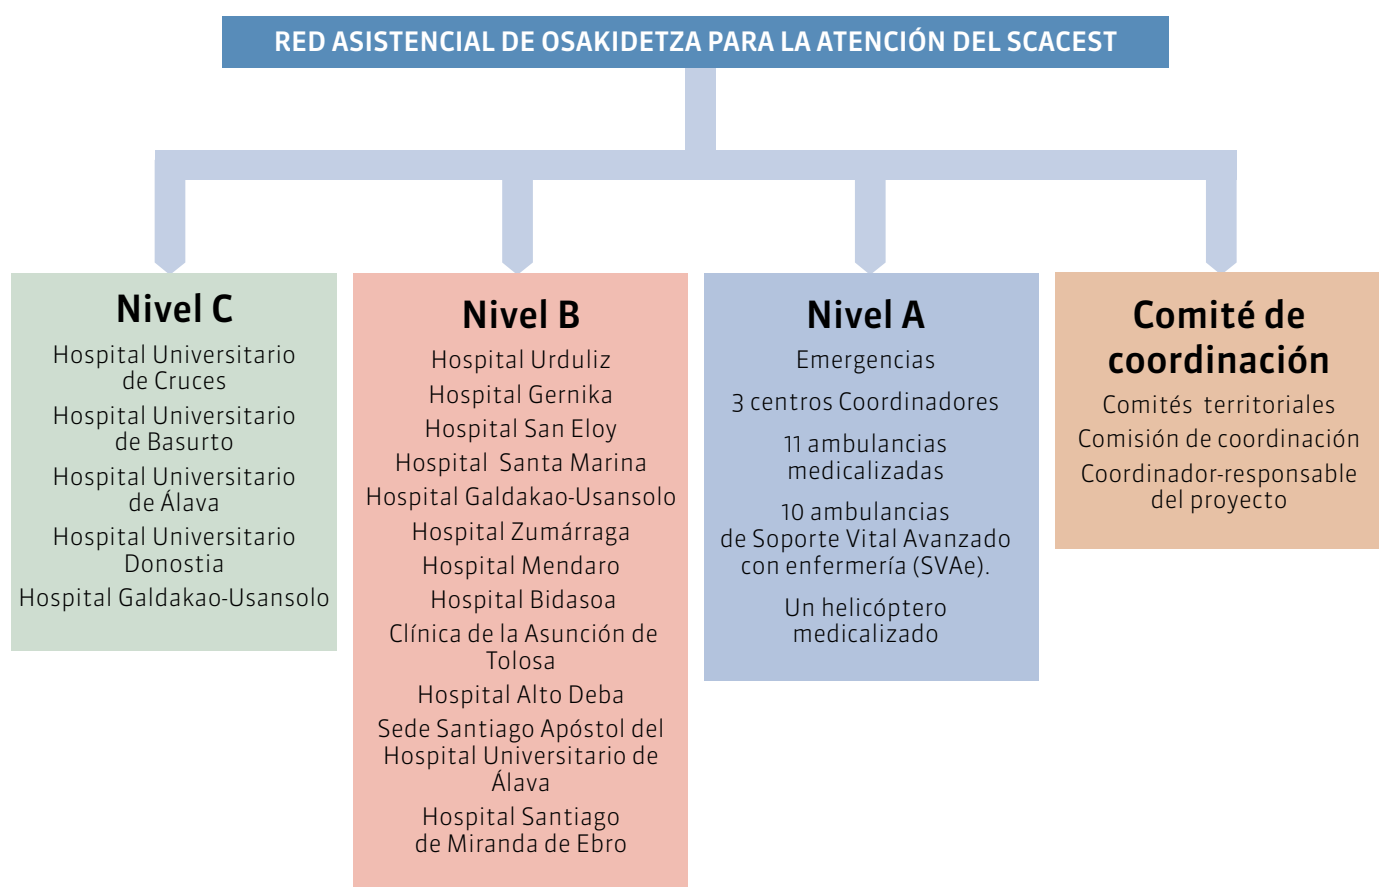 RED ASISTENCIAL DE OSAKIDETZA PARA LA ATENCIÓN DEL SCACEST
Nivel C
Hospital Universitario
de Cruces
Hospital Universitario
de Basurto
Hospital Universitario
de Álava
Hospital Universitario
Donostia
Hospital Galdakao-Usansolo
Nivel B
Hospital Urduliz
Hospital Gernika
Hospital San Eloy
Hospital Santa Marina
Hospital Galdakao-Usansolo
Hospital Zumárraga
Hospital Mendaro
Hospital Bidasoa
Clínica de la Asunción de
Tolosa
Hospital Alto Deba
Sede Santiago Apóstol del
Hospital Universitario de
Álava
Hospital Santiago
de Miranda de Ebro
Nivel A
Emergencias
3 centros Coordinadores
11 ambulancias
medicalizadas
10 ambulancias
de Soporte Vital Avanzado
con enfermería (SVAe).
Un helicóptero
medicalizado
Comité de
coordinación
Comités territoriales
Comisión de coordinación
Coordinador-responsable
del proyecto